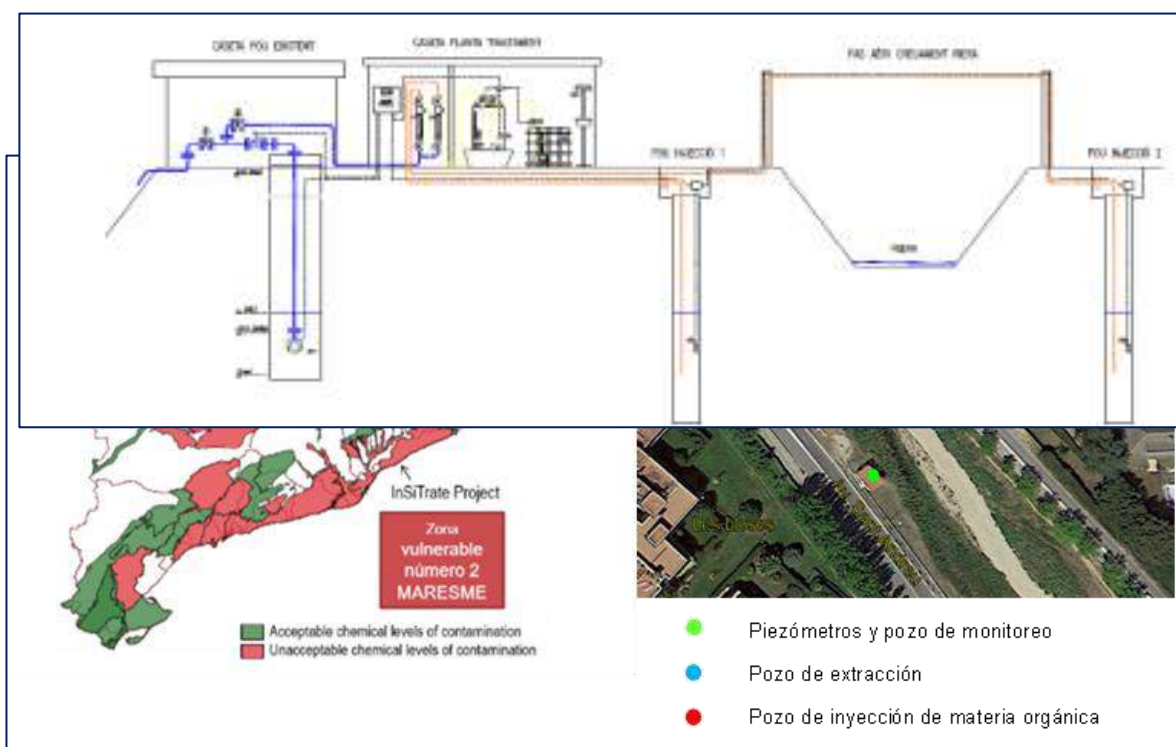 CASETA POU EXISTENT
CASETA PLANTA TRACTAMENT
PAS AERI CREUAMENT RIERA
POU INJECCIÓ 1
POU INJECCIÓ 2
InSiTrate Project
Zona
vulnerable
número 2
MARESME
Acceptable chemical levels of contamination
Unacceptable chemical levels of contamination
Piezómetros y pozo de monitoreo
Pozo de extracción
Pozo de inyección de materia orgánica